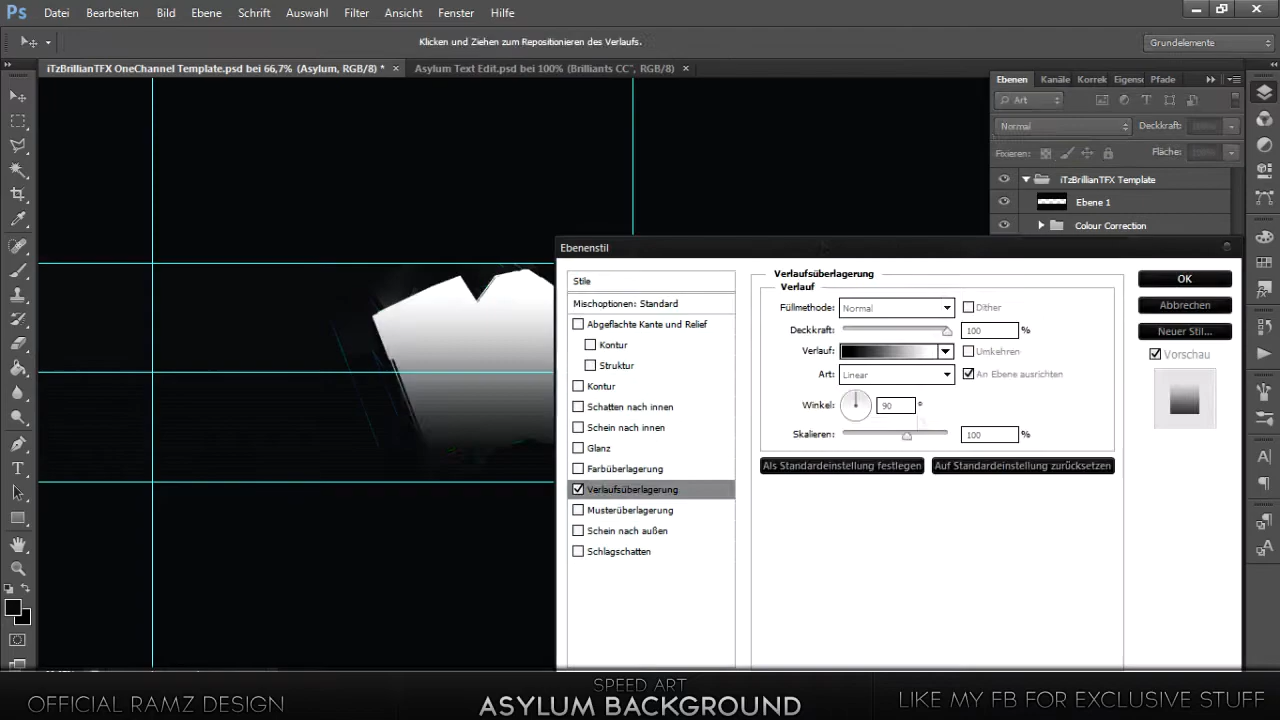 Ps Datei Bearbeiten Bild Ebene Schrift Auswahl Filter Ansicht Fenster Hilfe
Klicken und Ziehen zum Repositionieren des Verlaufs. Grundelemente
iTzBrillianTFX OneChannel Template.psd bei 66,7% (Asylum, RGB/8) * × Asylum Text Edit.psd bei 100% (Brillians CC", RGB/8) ×
Ebenen Kanäle Korrek Eigens Pfade
Art
Normal Deckkraft:
Fixieren: Fläche:
iTzBrillianTFX Template
Ebene 1
Colour Correction
Ebenenstil
Stile
Mischoptionen: Standard
Abgeflachte Kante und Relief
Kontur
Struktur
Kontur
Schatten nach innen
Schein nach innen
Glanz
Farbüberlagerung
Verlaufsüberlagerung
Musterüberlagerung
Schein nach außen
Schlagschatten
Verlaufsüberlagerung
Verlauf
Füllmethode: Normal Dither
Deckkraft: 100 %
Verlauf: Umkehren
Art: Linear An Ebene ausrichten
Winkel: 90 °
Skalieren: 100 %
Als Standardeinstellung festlegen Auf Standardeinstellung zurücksetzen
OK
Abbrechen
Neuer Stil...
Vorschau
OFFICIAL RAMZ DESIGN
SPEED ART
ASYLUM BACKGROUND
LIKE MY FB FOR EXCLUSIVE STUFF